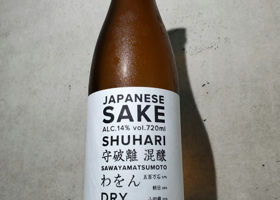 JAPANESE
SAKE
ALC.14% vol.720ml
SHUHARI
守破離 混醸
SAWAYAMATSUMOTO
わをん
DRY